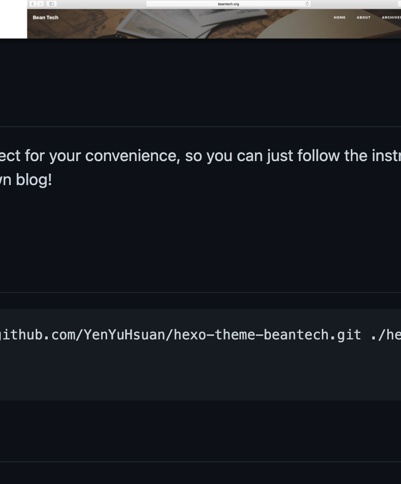 beantech.org
Bean Tech HOME ABOUT ARCHIVES
ect for your convenience, so you can just follow the instr
wn blog!
github.com/YenYuHsuan/hexo-theme-beantech.git ./he